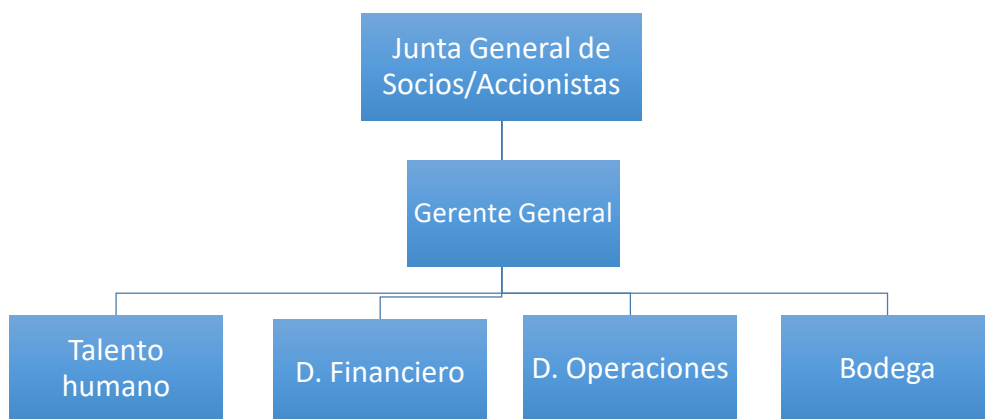 Junta General de
Socios/Accionistas
Gerente General
Talento
humano
D. Financiero
D. Operaciones
Bodega